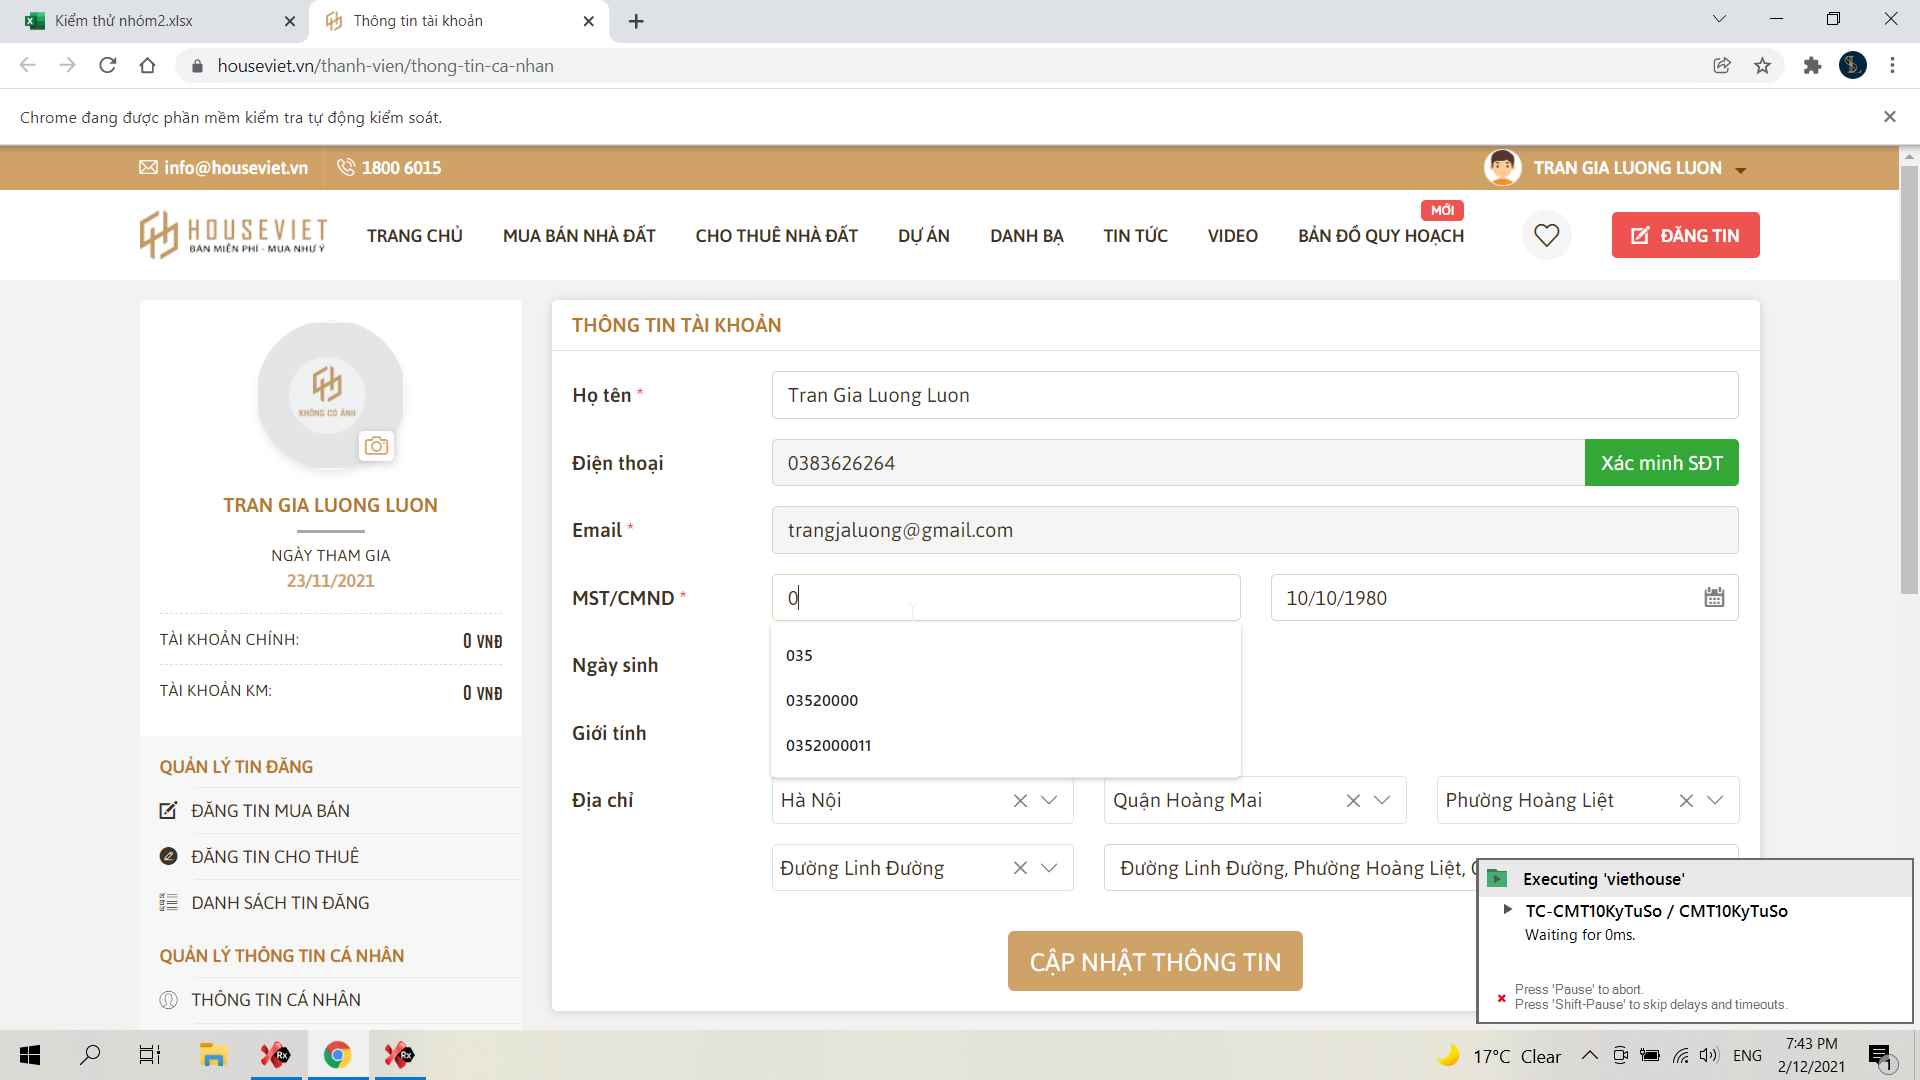 Kiểm thử nhóm2.xlsx
Thông tin tài khoản
houseviet.vn/thanh-vien/thong-tin-ca-nhan
Chrome đang được phần mềm kiểm tra tự động kiểm soát.
info@houseviet.vn
1800 6015
TRAN GIA LUONG LUON
HOUSEVIET
BÁN MIỄN PHÍ - MUA NHƯ Ý
TRANG CHỦ
MUA BÁN NHÀ ĐẤT
CHO THUÊ NHÀ ĐẤT
DỰ ÁN
DANH BẠ
TIN TỨC
VIDEO
MỚI
BẢN ĐỒ QUY HOẠCH
ĐĂNG TIN
KHÔNG CÓ ẢNH
TRAN GIA LUONG LUON
NGÀY THAM GIA
23/11/2021
TÀI KHOẢN CHÍNH: 0 VNĐ
TÀI KHOẢN KM: 0 VNĐ
QUẢN LÝ TIN ĐĂNG
ĐĂNG TIN MUA BÁN
ĐĂNG TIN CHO THUÊ
DANH SÁCH TIN ĐĂNG
QUẢN LÝ THÔNG TIN CÁ NHÂN
THÔNG TIN CÁ NHÂN
THÔNG TIN TÀI KHOẢN
Họ tên * Tran Gia Luong Luon
Điện thoại 0383626264 Xác minh SĐT
Email * trangjaluong@gmail.com
MST/CMND * 0 10/10/1980
035
03520000
0352000011
Ngày sinh
Giới tính
Địa chỉ Hà Nội Quận Hoàng Mai Phường Hoàng Liệt
Đường Linh Đường Đường Linh Đường, Phường Hoàng Liệt,
CẬP NHẬT THÔNG TIN
Executing 'viethouse'
TC-CMT10KyTuSo / CMT10KyTuSo
Waiting for 0ms.
Press 'Pause' to abort.
Press 'Shift-Pause' to skip delays and timeouts.
Rx
Rx
17°C Clear
ENG
7:43 PM
2/12/2021
1